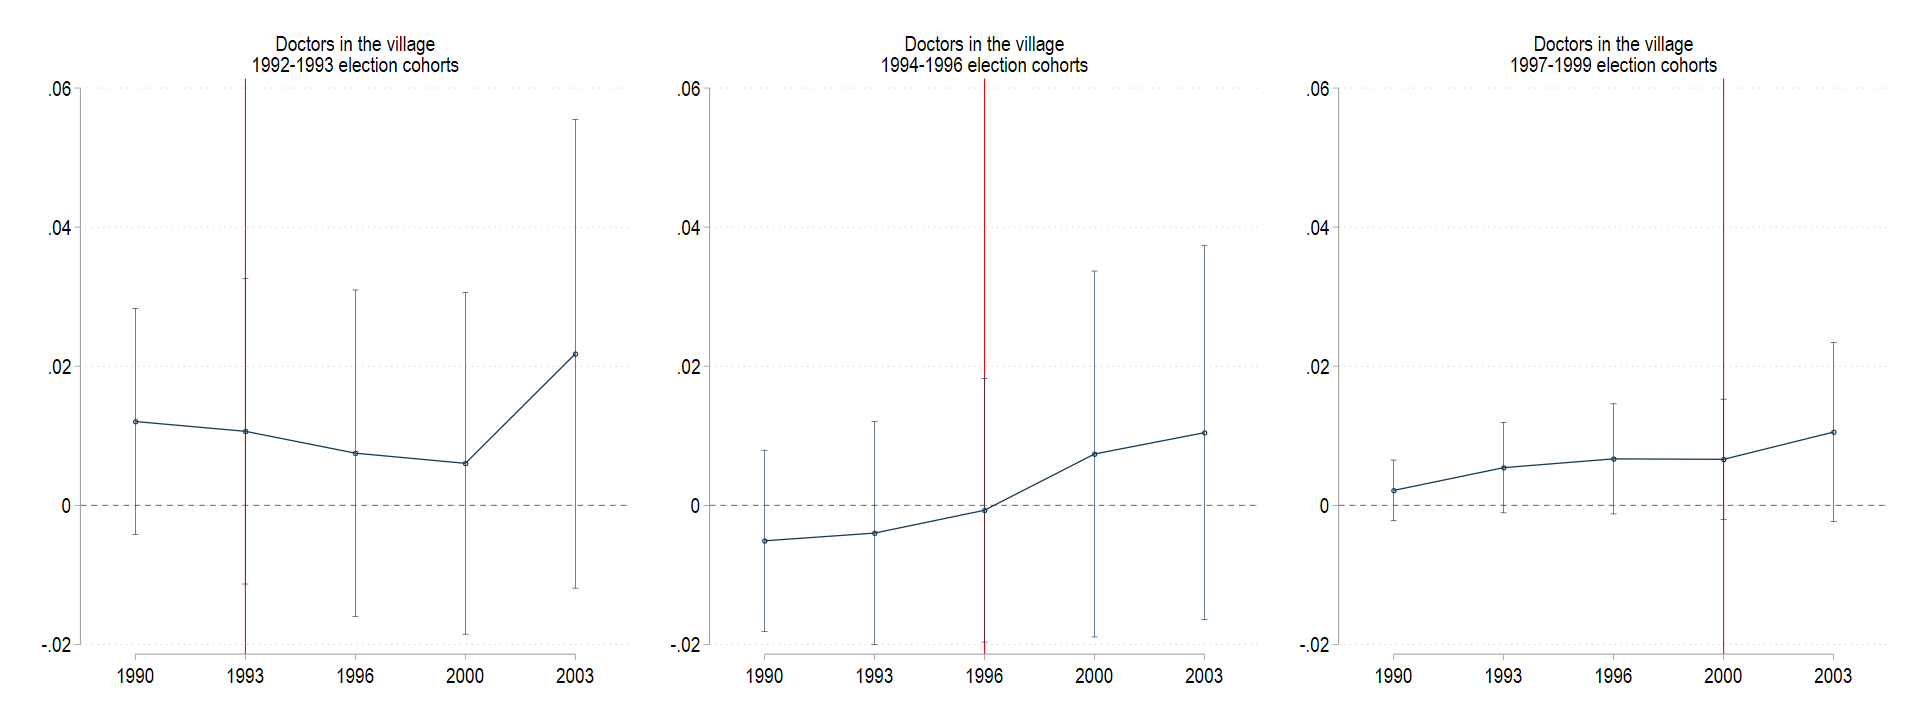 Doctors in the village
1992-1993 election cohorts
.06
.04
.02
0
-.02
1990 1993 1996 2000 2003
Doctors in the village
1994-1996 election cohorts
.06
.04
.02
0
-.02
1990 1993 1996 2000 2003
Doctors in the village
1997-1999 election cohorts
.06
.04
.02
0
-.02
1990 1993 1996 2000 2003